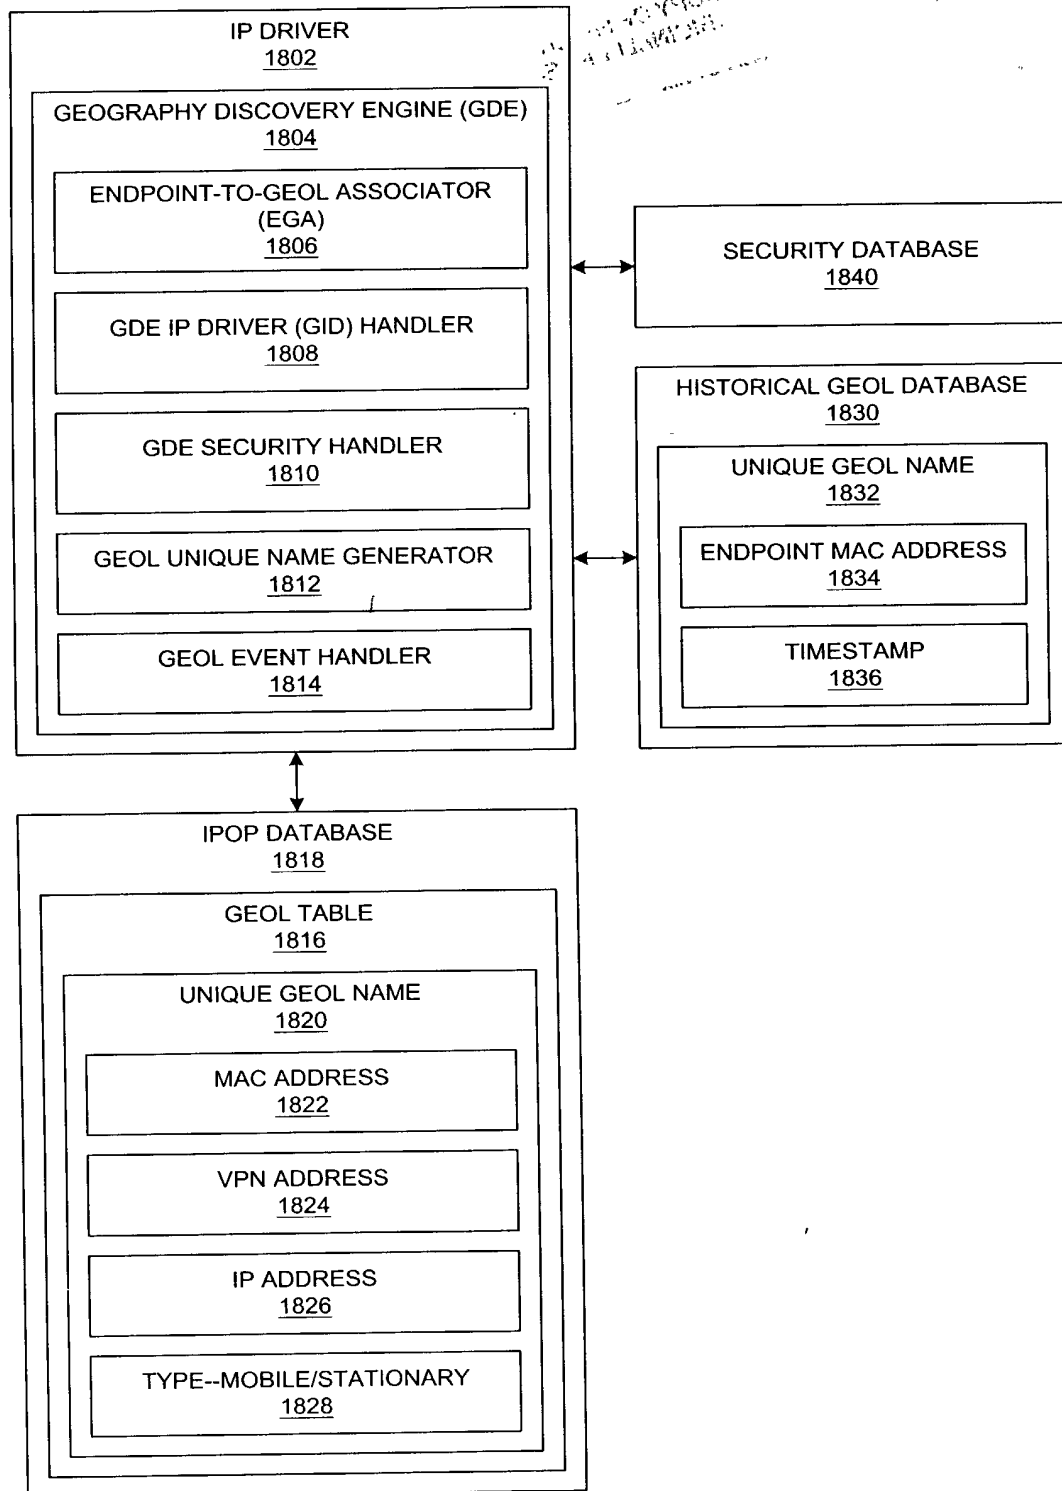 IP DRIVER
1802
GEOGRAPHY DISCOVERY ENGINE (GDE)
1804
ENDPOINT-TO-GEOL ASSOCIATOR
(EGA)
1806
GDE IP DRIVER (GID) HANDLER
1808
GDE SECURITY HANDLER
1810
GEOL UNIQUE NAME GENERATOR
1812
GEOL EVENT HANDLER
1814
SECURITY DATABASE
1840
HISTORICAL GEOL DATABASE
1830
UNIQUE GEOL NAME
1832
ENDPOINT MAC ADDRESS
1834
TIMESTAMP
1836
IPOP DATABASE
1818
GEOL TABLE
1816
UNIQUE GEOL NAME
1820
MAC ADDRESS
1822
VPN ADDRESS
1824
IP ADDRESS
1826
TYPE--MOBILE/STATIONARY
1828